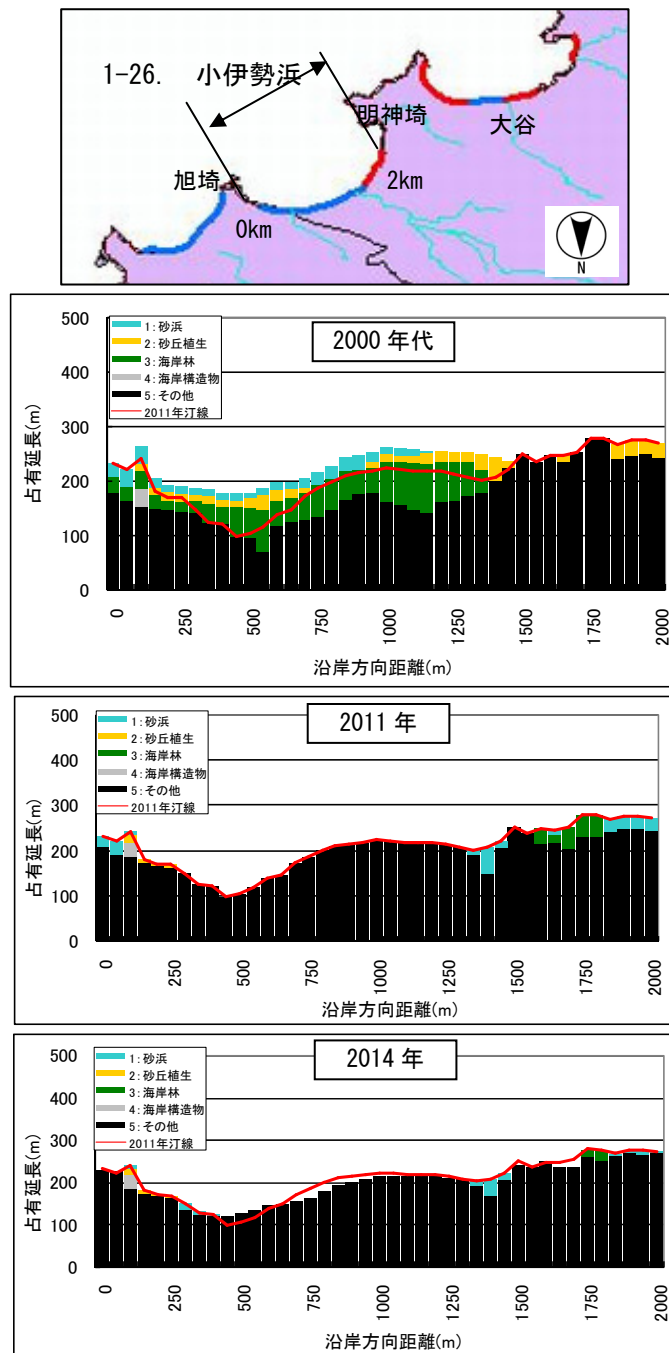 1-26. 小伊勢浜
明神埼
大谷
旭埼
2km
0km
N
2000 年代
500
400
300
200
100
0
占有延長(m)
1:砂浜
2:砂丘植生
3:海岸林
4:海岸構造物
5:その他
2011年汀線
0
250
500
750
1000
1250
1500
1750
2000
沿岸方向距離(m)
2011 年
500
400
300
200
100
0
占有延長(m)
1:砂浜
2:砂丘植生
3:海岸林
4:海岸構造物
5:その他
2011年汀線
0
250
500
750
1000
1250
1500
1750
2000
沿岸方向距離(m)
2014 年
500
400
300
200
100
0
占有延長(m)
1:砂浜
2:砂丘植生
3:海岸林
4:海岸構造物
5:その他
2011年汀線
0
250
500
750
1000
1250
1500
1750
2000
沿岸方向距離(m)